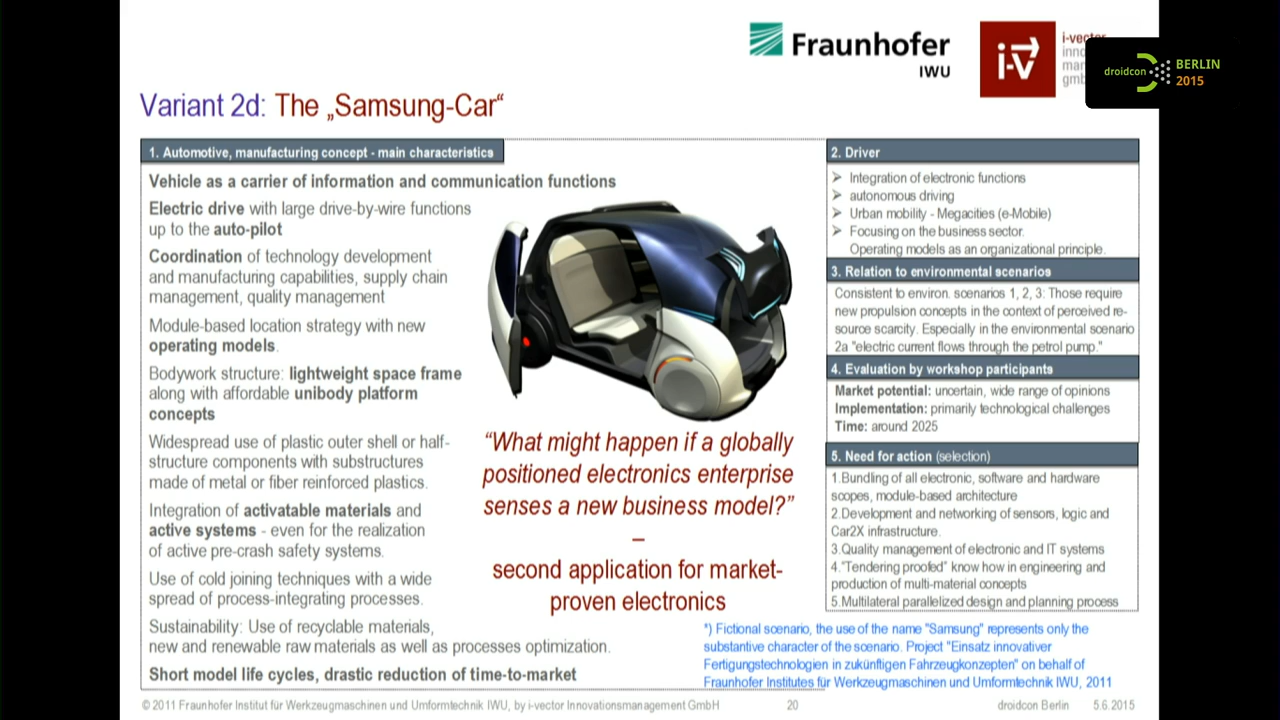 Fraunhofer
IWU
i-v
i-vector
droidcon
BERLIN
2015
Variant 2d: The „Samsung-Car“
1. Automotive, manufacturing concept - main characteristics
Vehicle as a carrier of information and communication functions
Electric drive with large drive-by-wire functions
up to the auto-pilot
Coordination of technology development
and manufacturing capabilities, supply chain
management, quality management
Module-based location strategy with new
operating models.
Bodywork structure: lightweight space frame
along with affordable unibody platform
concepts
Widespread use of plastic outer shell or half-
structure components with substructures
made of metal or fiber reinforced plastics.
Integration of activatable materials and
active systems - even for the realization
of active pre-crash safety systems.
Use of cold joining techniques with a wide
spread of process-integrating processes.
Sustainability: Use of recyclable materials,
new and renewable raw materials as well as processes optimization.
Short model life cycles, drastic reduction of time-to-market
“What might happen if a globally
positioned electronics enterprise
senses a new business model?”
–
second application for market-
proven electronics
2. Driver
➢ Integration of electronic functions
➢ autonomous driving
➢ Urban mobility - Megacities (e-Mobile)
➢ Focusing on the business sector.
Operating models as an organizational principle.
3. Relation to environmental scenarios
Consistent to environ. scenarios 1, 2, 3: Those require
new propulsion concepts in the context of perceived re-
source scarcity. Especially in the environmental scenario
2a "electric current flows through the petrol pump."
4. Evaluation by workshop participants
Market potential: uncertain, wide range of opinions
Implementation: primarily technological challenges
Time: around 2025
5. Need for action (selection)
1.Bundling of all electronic, software and hardware
scopes, module-based architecture
2.Development and networking of sensors, logic and
Car2X infrastructure.
3.Quality management of electronic and IT systems
4."Tendering proofed" know how in engineering and
production of multi-material concepts
5.Multilateral parallelized design and planning process
*) Fictional scenario, the use of the name "Samsung" represents only the
substantive character of the scenario. Project "Einsatz innovativer
Fertigungstechnologien in zukünftigen Fahrzeugkonzepten" on behalf of
Fraunhofer Institutes für Werkzeugmaschinen und Umformtechnik IWU, 2011
© 2011 Fraunhofer Institut für Werkzeugmaschinen und Umformtechnik IWU, by i-vector Innovationsmanagement GmbH
20
droidcon Berlin
5.6.2015